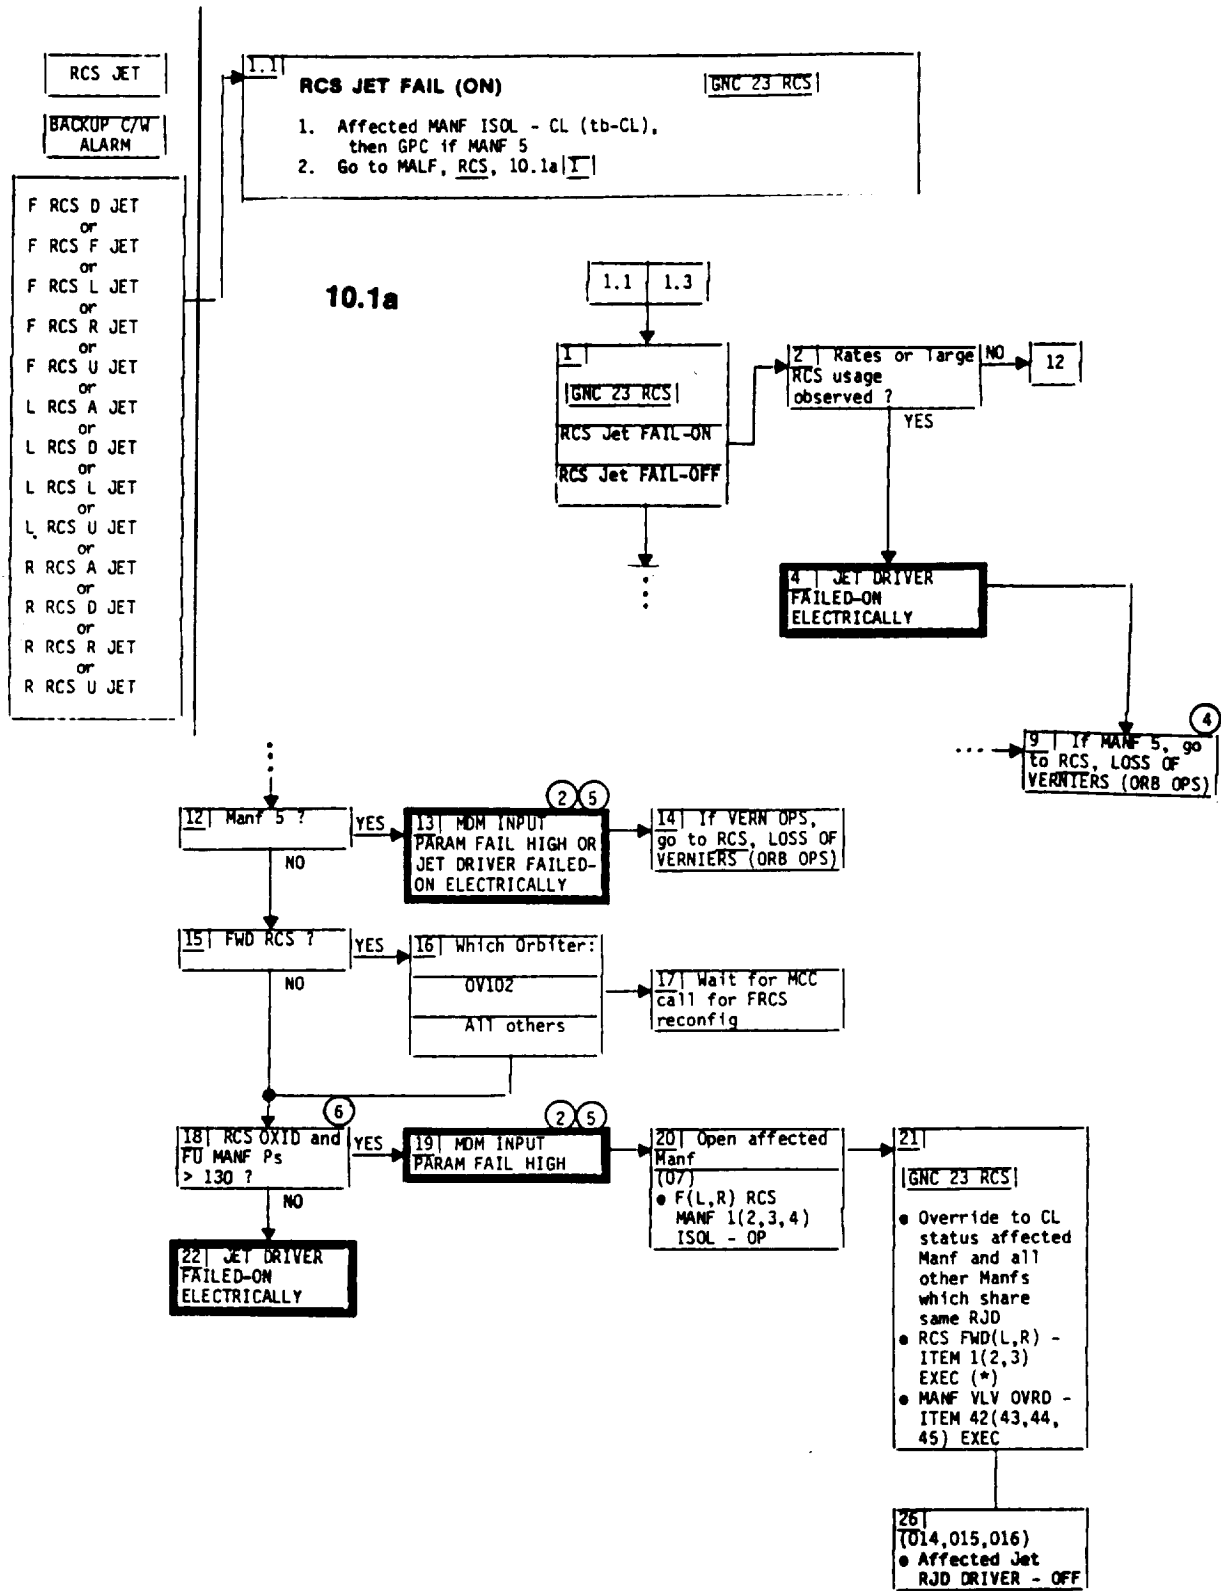 RCS JET
BACKUP C/W
ALARM
F RCS D JET
or
F RCS F JET
or
F RCS L JET
or
F RCS R JET
or
F RCS U JET
or
L RCS A JET
or
L RCS D JET
or
L RCS L JET
or
L RCS U JET
or
R RCS A JET
or
R RCS D JET
or
R RCS R JET
or
R RCS U JET
1.1
RCS JET FAIL (ON)
GNC 23 RCS
1. Affected MANF ISOL - CL (tb-CL),
then GPC if MANF 5
2. Go to MALF, RCS, 10.1a 1
10.1a
1.1 1.3
1
GNC 23 RCS
RCS Jet FAIL-ON
RCS Jet FAIL-OFF
2 Rates or Targe
RCS usage
observed ?
NO
12
YES
4 JET DRIVER
FAILED-ON
ELECTRICALLY
4
9 If MANF 5, go
to RCS, LOSS OF
VERNIERS (ORB OPS)
12 Manf 5 ?
YES
NO
2 5
13 MDM INPUT
PARAM FAIL HIGH OR
JET DRIVER FAILED-
ON ELECTRICALLY
14 If VERN OPS,
go to RCS, LOSS OF
VERNIERS (ORB OPS)
15 FWD RCS ?
YES
NO
16 Which Orbiter:
OV102
All others
17 Wait for MCC
call for FRCS
reconfig
6
18 RCS OXID and
FU MANF Ps
> 130 ?
YES
NO
2 5
19 MDM INPUT
PARAM FAIL HIGH
20 Open affected
Manf
(07)
● F(L,R) RCS
MANF 1(2,3,4)
ISOL - OP
21
GNC 23 RCS
● Override to CL
status affected
Manf and all
other Manfs
which share
same RJD
● RCS FWD(L,R) -
ITEM 1(2,3)
EXEC (*)
● MANF VLV OVRD -
ITEM 42(43,44,
45) EXEC
22 JET DRIVER
FAILED-ON
ELECTRICALLY
26
(014,015,016)
● Affected Jet
RJD DRIVER - OFF